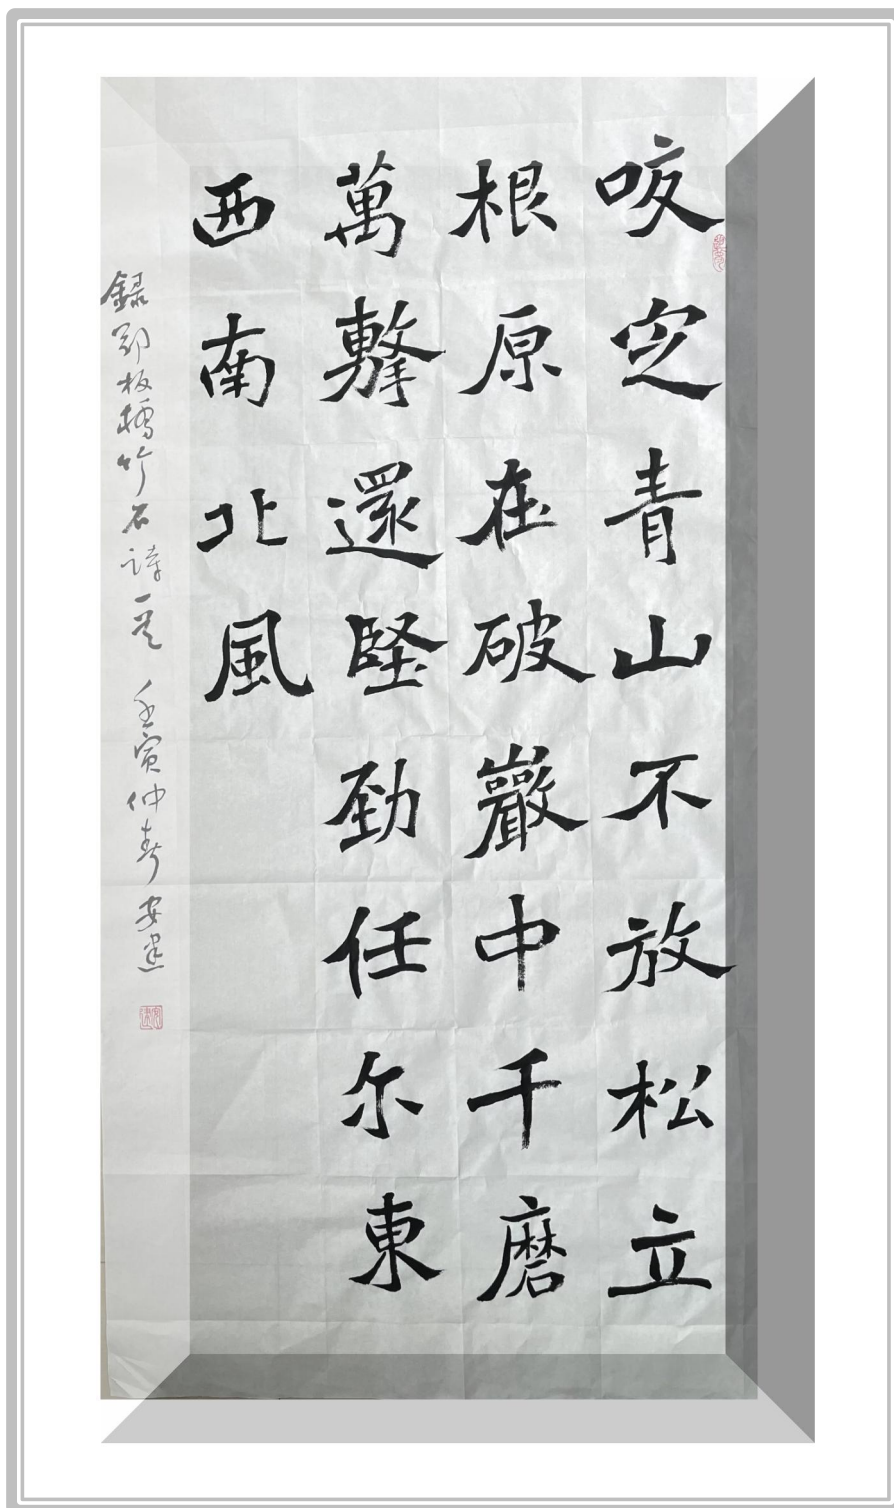 咬定青山不放松立
根原在破巖中千磨
萬擊還堅勁任尔東
西南北風
録鄭板橋竹石詩一首 壬寅仲春 安建